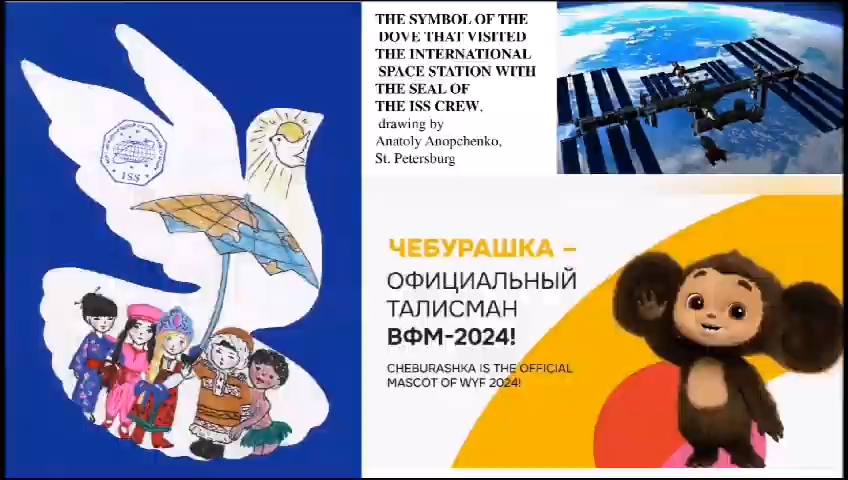 THE SYMBOL OF THE
DOVE THAT VISITED
THE INTERNATIONAL
SPACE STATION WITH
THE SEAL OF
THE ISS CREW,
drawing by
Anatoly Anopchenko,
St. Petersburg
ISS
ЧЕБУРАШКА –
ОФИЦИАЛЬНЫЙ
ТАЛИСМАН
ВФМ-2024!
CHEBURASHKA IS THE OFFICIAL
MASCOT OF WYF 2024!